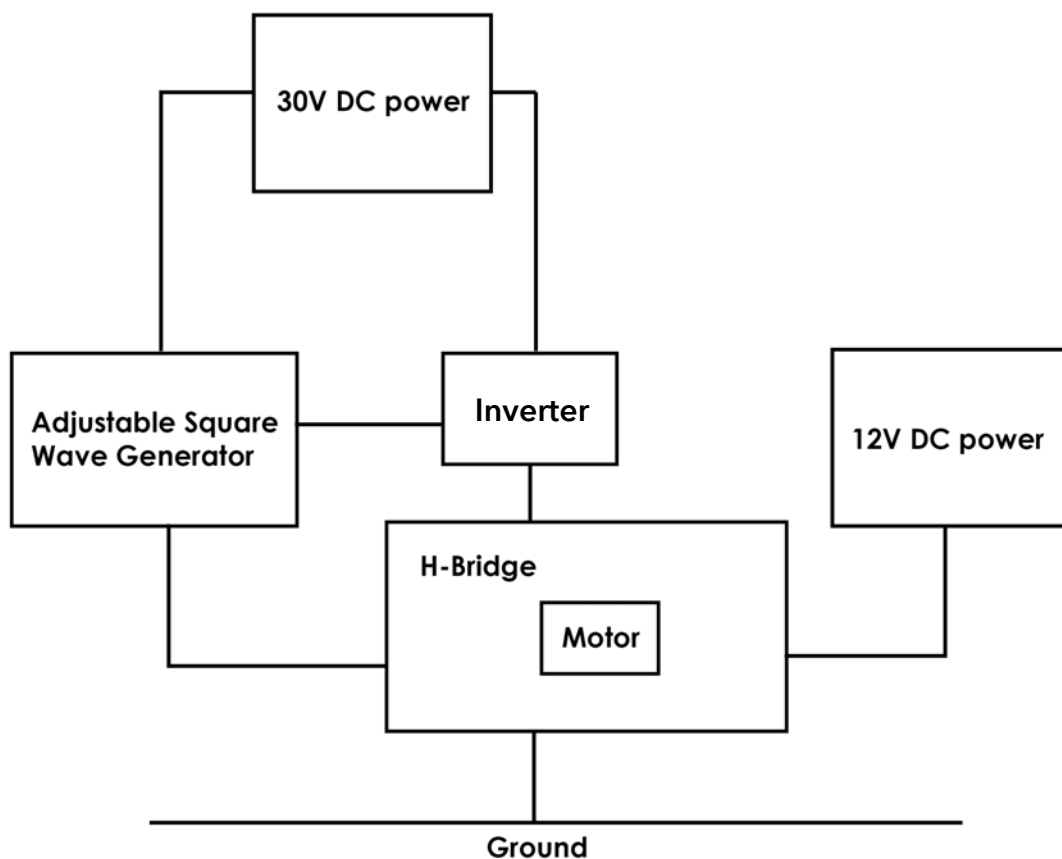 30V DC power
Adjustable Square
Wave Generator
Inverter
12V DC power
H-Bridge
Motor
Ground